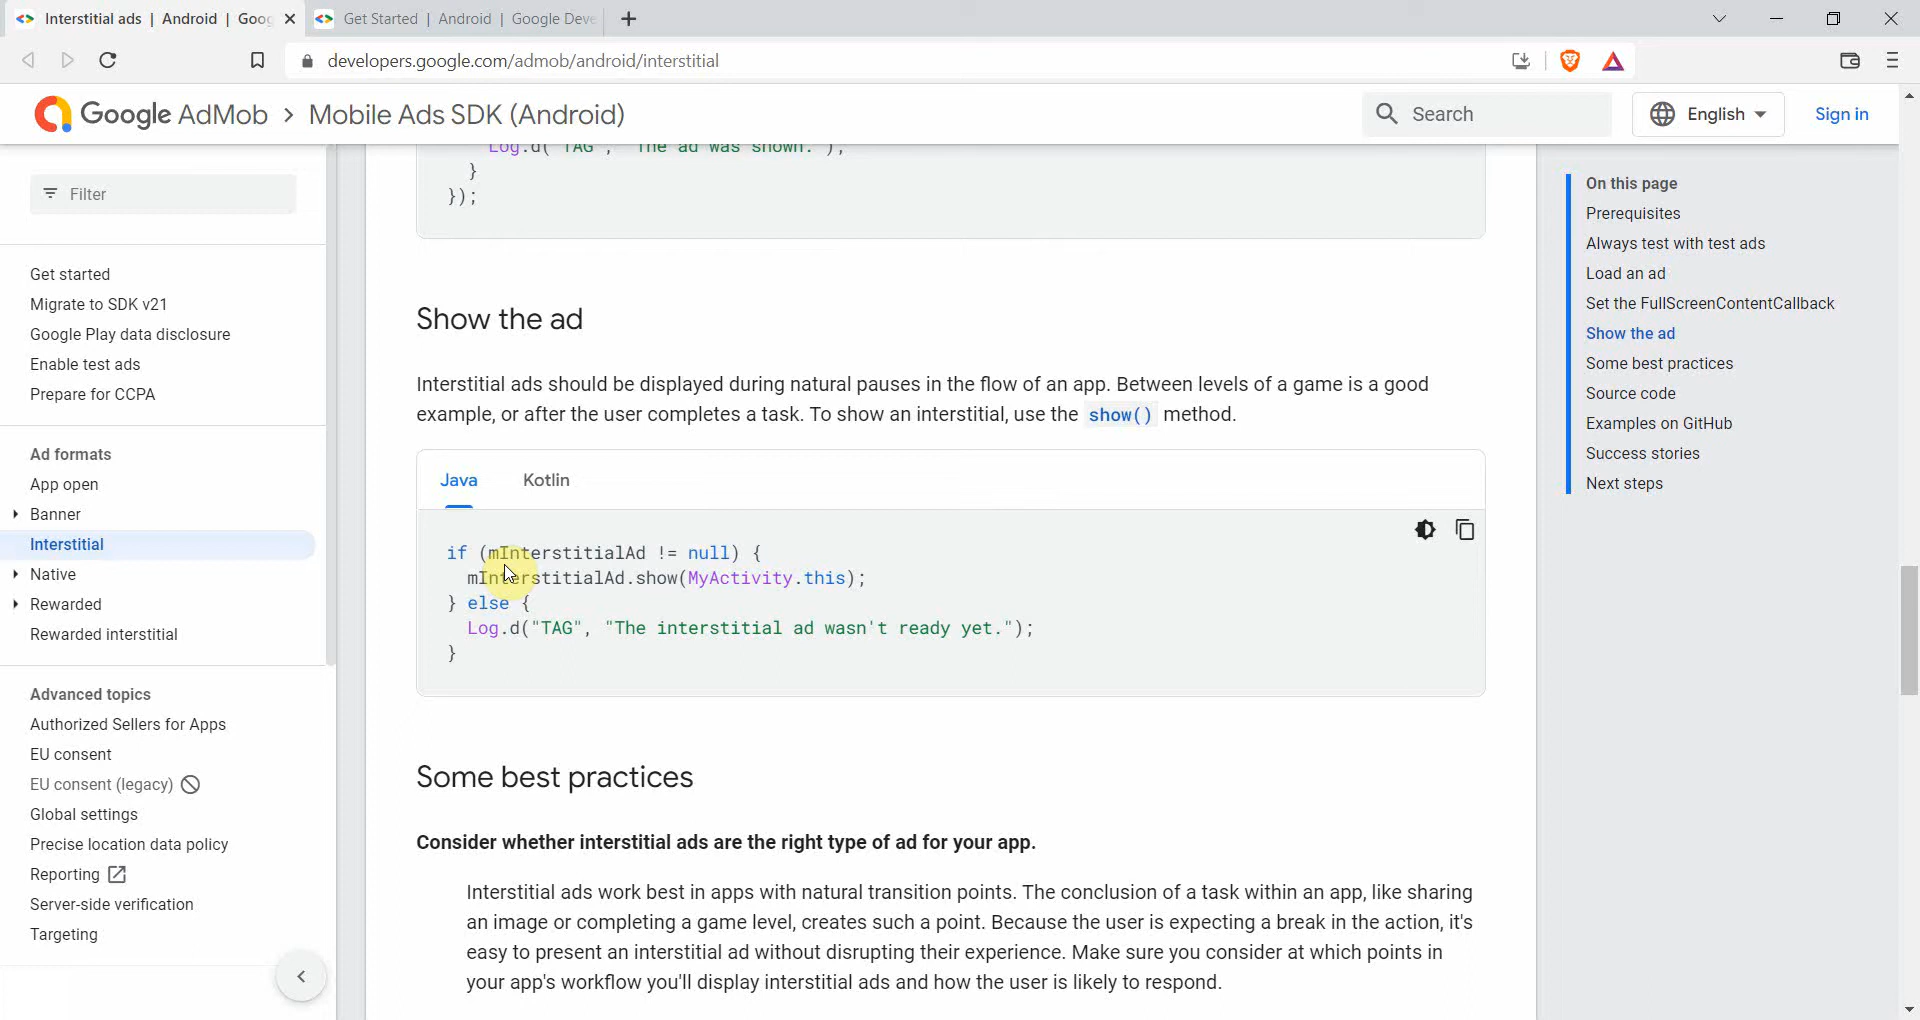 Interstitial ads | Android | Goog
Get Started | Android | Google Deve
developers.google.com/admob/android/interstitial
Google AdMob > Mobile Ads SDK (Android)
Search
English
Sign in
Filter
Get started
Migrate to SDK v21
Google Play data disclosure
Enable test ads
Prepare for CCPA
Ad formats
App open
Banner
Interstitial
Native
Rewarded
Rewarded interstitial
Advanced topics
Authorized Sellers for Apps
EU consent
EU consent (legacy)
Global settings
Precise location data policy
Reporting
Server-side verification
Targeting
Log.d("TAG", "The ad was shown.");
}
});
Show the ad
Interstitial ads should be displayed during natural pauses in the flow of an app. Between levels of a game is a good
example, or after the user completes a task. To show an interstitial, use the show() method.
Java Kotlin
if (mInterstitialAd != null) {
mInterstitialAd.show(MyActivity.this);
} else {
Log.d("TAG", "The interstitial ad wasn't ready yet.");
}
Some best practices
Consider whether interstitial ads are the right type of ad for your app.
Interstitial ads work best in apps with natural transition points. The conclusion of a task within an app, like sharing
an image or completing a game level, creates such a point. Because the user is expecting a break in the action, it's
easy to present an interstitial ad without disrupting their experience. Make sure you consider at which points in
your app's workflow you'll display interstitial ads and how the user is likely to respond.
On this page
Prerequisites
Always test with test ads
Load an ad
Set the FullScreenContentCallback
Show the ad
Some best practices
Source code
Examples on GitHub
Success stories
Next steps